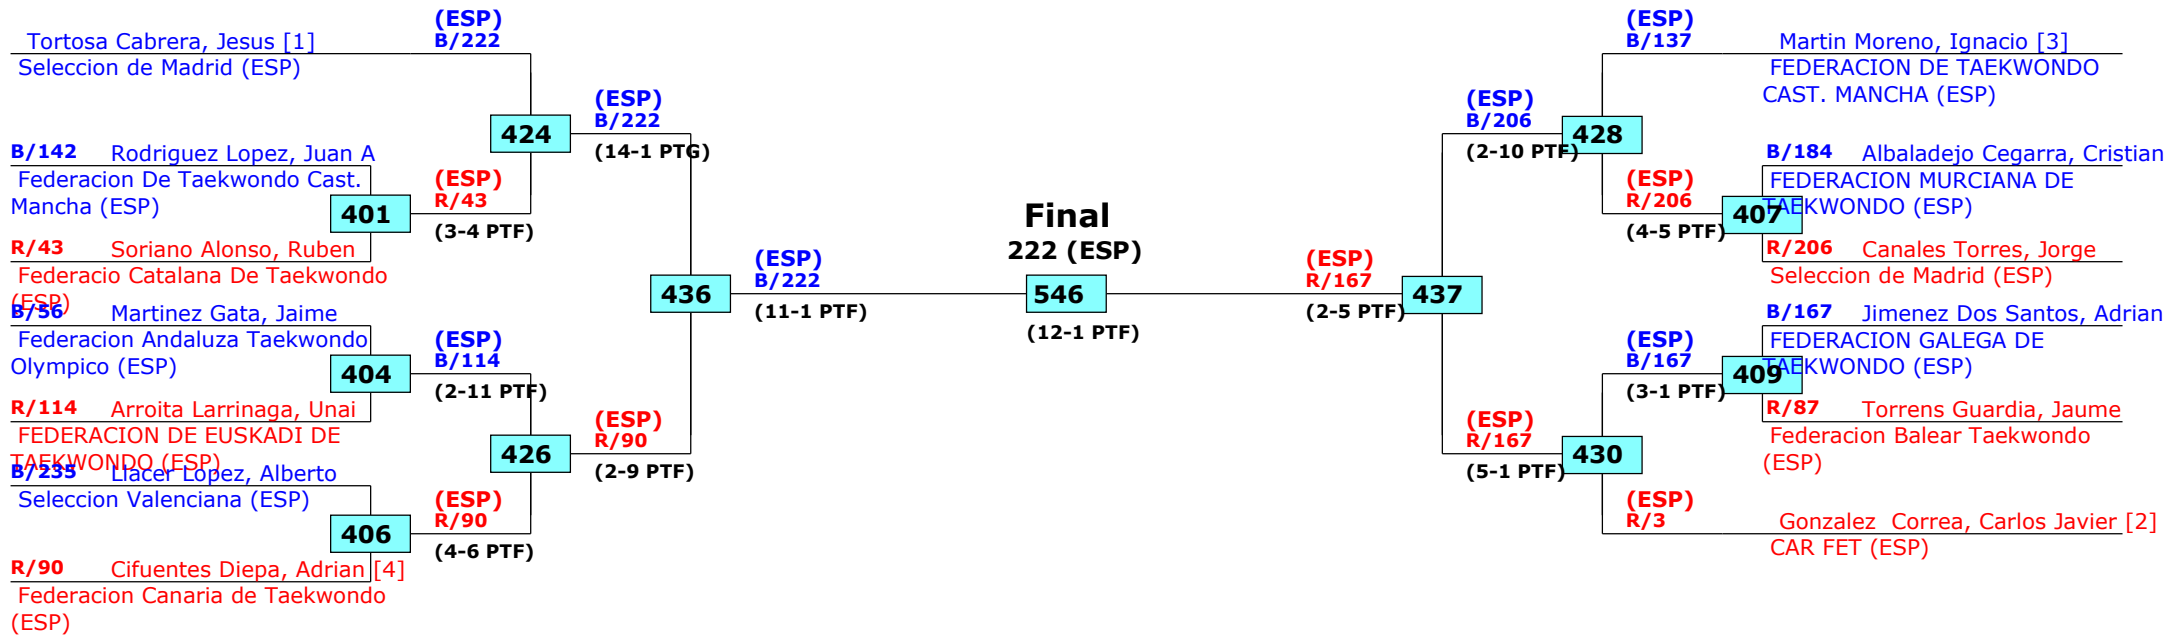 (ESP)
B/222
Tortosa Cabrera, Jesus [1]
Seleccion de Madrid (ESP)
424
(ESP)
B/222
(14-1 PTG)
B/142 Rodriguez Lopez, Juan A
Federacion De Taekwondo Cast.
Mancha (ESP)
401
(ESP)
R/43
(3-4 PTF)
R/43 Soriano Alonso, Ruben
Federacio Catalana De Taekwondo
(ESP)
436
(ESP)
B/222
(11-1 PTF)
B/56 Martinez Gata, Jaime
Federacion Andaluza Taekwondo
Olympico (ESP)
404
(ESP)
B/114
(2-11 PTF)
R/114 Arroita Larrinaga, Unai
FEDERACION DE EUSKADI DE
TAEKWONDO (ESP)
426
(ESP)
R/90
(2-9 PTF)
B/235 Llacer Lopez, Alberto
Seleccion Valenciana (ESP)
406
(ESP)
R/90
(4-6 PTF)
R/90 Cifuentes Diepa, Adrian [4]
Federacion Canaria de Taekwondo
(ESP)
Final
222 (ESP)
546
(12-1 PTF)
(ESP)
B/137
Martin Moreno, Ignacio [3]
FEDERACION DE TAEKWONDO
CAST. MANCHA (ESP)
(ESP)
B/206
428
(2-10 PTF)
B/184 Albaladejo Cegarra, Cristian
FEDERACION MURCIANA DE
TAEKWONDO (ESP)
(ESP)
R/206
407
(4-5 PTF)
R/206 Canales Torres, Jorge
Seleccion de Madrid (ESP)
(ESP)
R/167
437
(2-5 PTF)
B/167 Jimenez Dos Santos, Adrian
FEDERACION GALEGA DE
TAEKWONDO (ESP)
(ESP)
B/167
409
(3-1 PTF)
R/87 Torrens Guardia, Jaume
Federacion Balear Taekwondo
(ESP)
(ESP)
R/167
430
(5-1 PTF)
(ESP)
R/3
Gonzalez  Correa, Carlos Javier [2]
CAR FET (ESP)